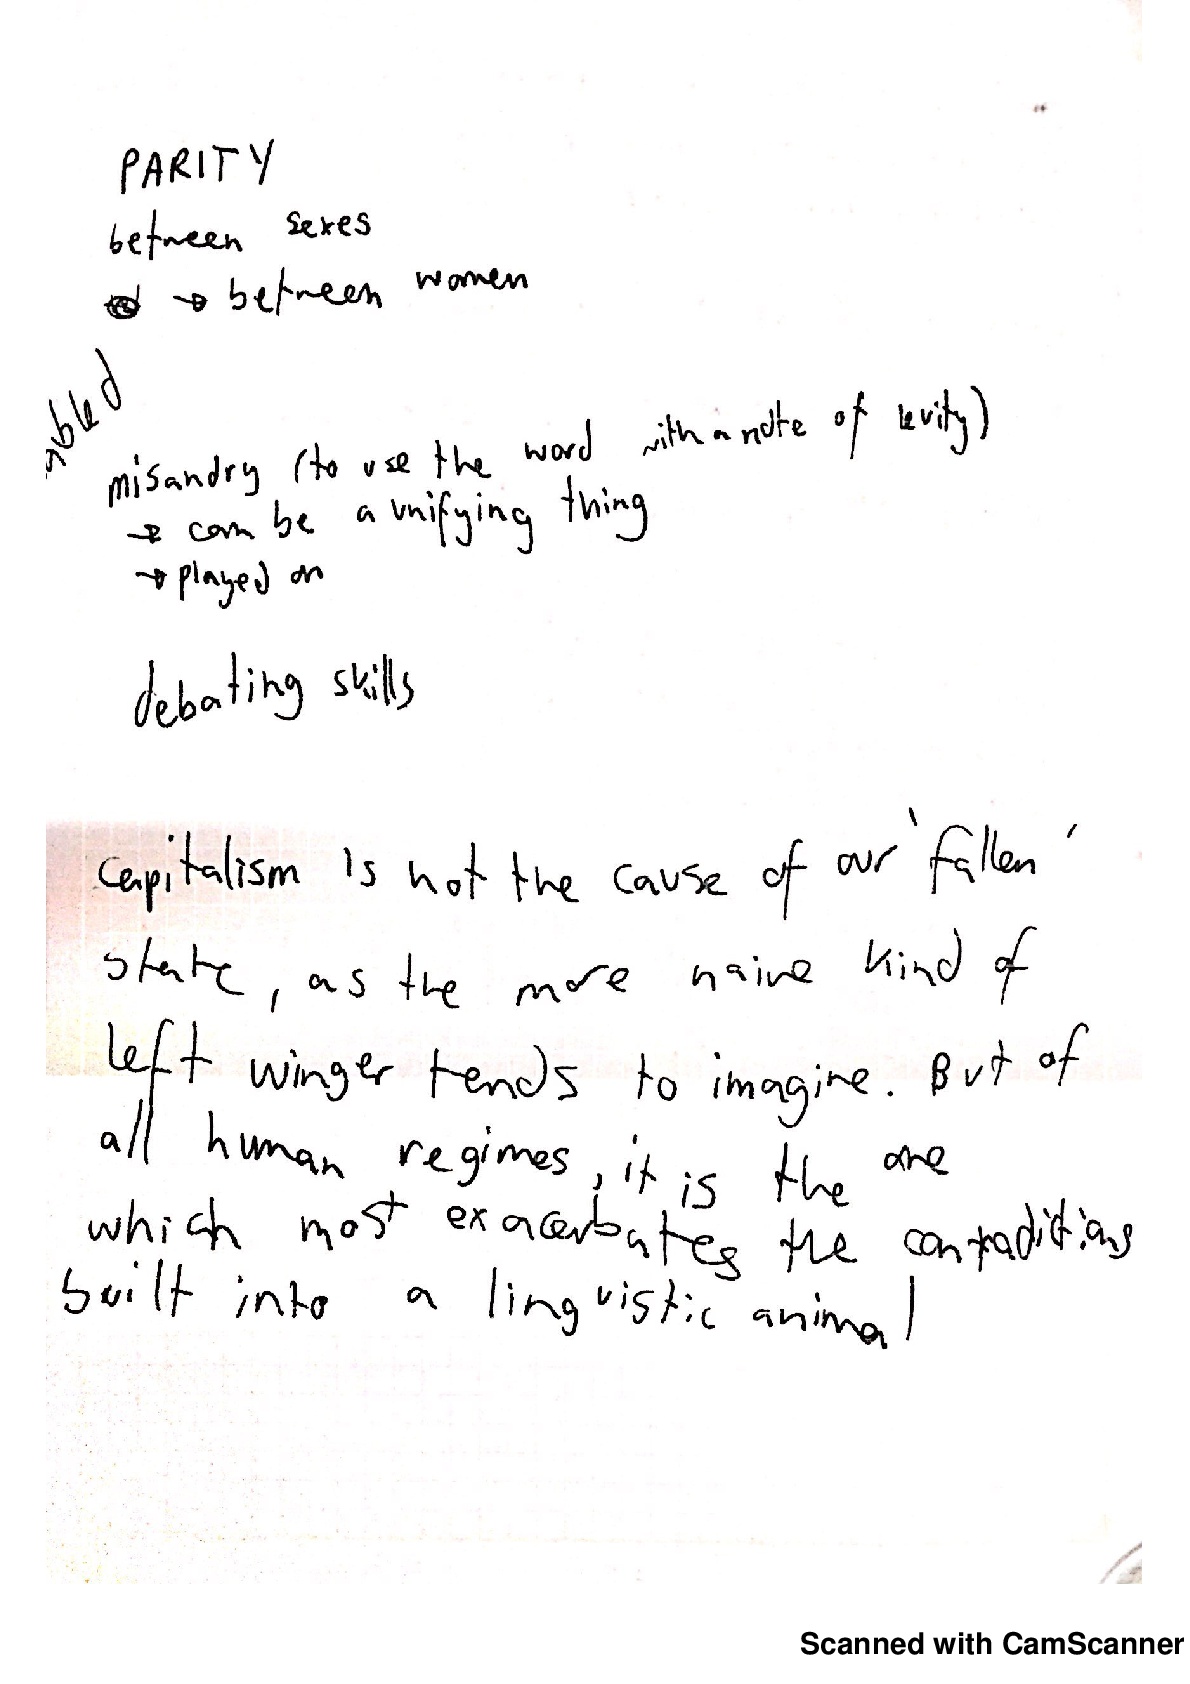 PARITY
between sexes
→ between women
misandry (to use the word with a note of levity)
→ can be a unifying thing
→ played on
debating skills
Capitalism is not the cause of our 'fallen'
state, as the more naive kind of
left winger tends to imagine. But of
all human regimes, it is the one
which most exacerbates the contradictions
built into a linguistic animal
Scanned with CamScanner